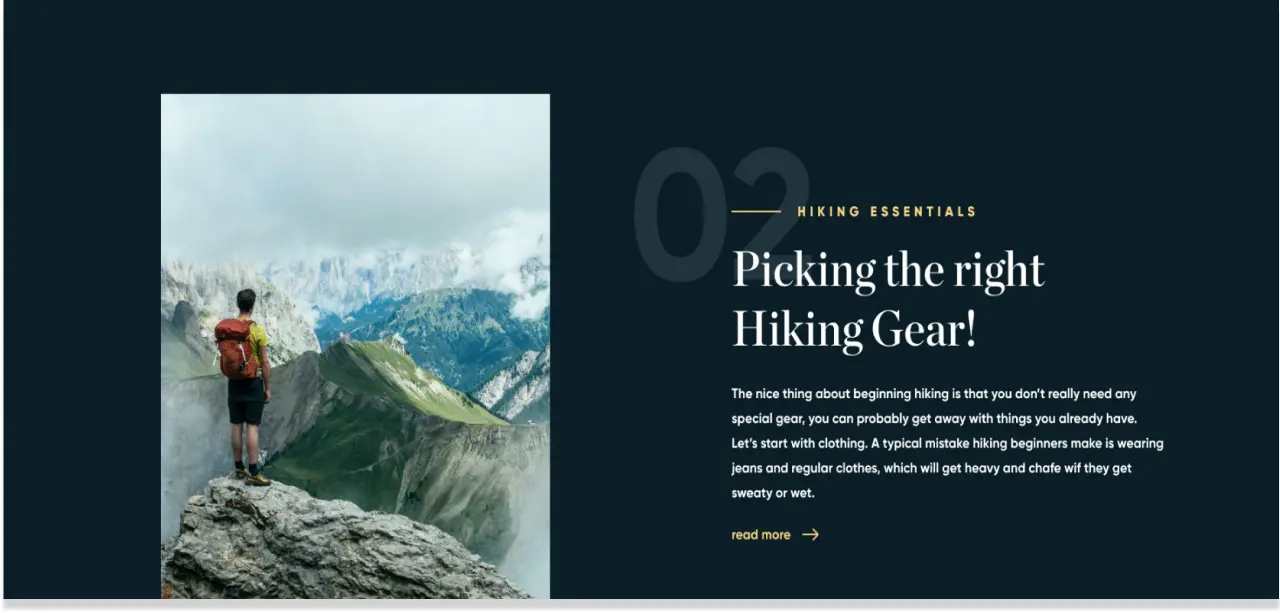 02
HIKING ESSENTIALS
Picking the right
Hiking Gear!
The nice thing about beginning hiking is that you don’t really need any
special gear, you can probably get away with things you already have.
Let’s start with clothing. A typical mistake hiking beginners make is wearing
jeans and regular clothes, which will get heavy and chafe wif they get
sweaty or wet.
read more